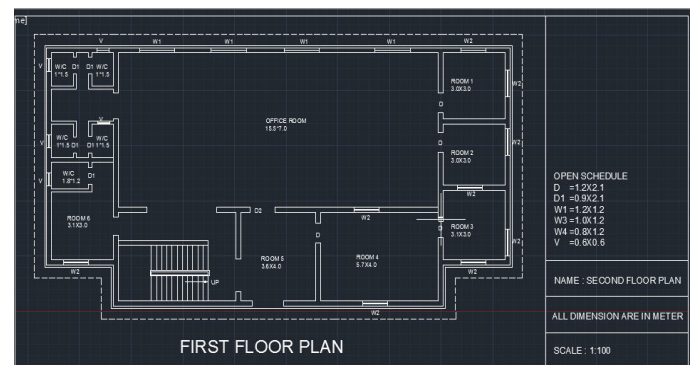 ne]
V
W1
W1
W1
W1
W2
V
W/C
1*1.5
D1
D1
W/C
1*1.5
ROOM 1
3.0X3.0
W2
D
OFFICE ROOM
15.5*7.0
V
V
W/C
1*1.5
D1
D1
W/C
1*1.5
D
ROOM 2
3.0X3.0
W2
V
W/C
1.8*1.2
D1
W2
ROOM 6
3.1X3.0
D2
W2
D
D
ROOM 3
3.1X3.0
W2
ROOM 5
3.6X4.0
ROOM 4
5.7X4.0
W2
UP
W2
W2
FIRST FLOOR PLAN
OPEN SCHEDULE
D =1.2X2.1
D1 =0.9X2.1
W1 =1.2X1.2
W3 =1.0X1.2
W4 =0.8X1.2
V =0.6X0.6
NAME : SECOND FLOOR PLAN
ALL DIMENSION ARE IN METER
SCALE : 1:100